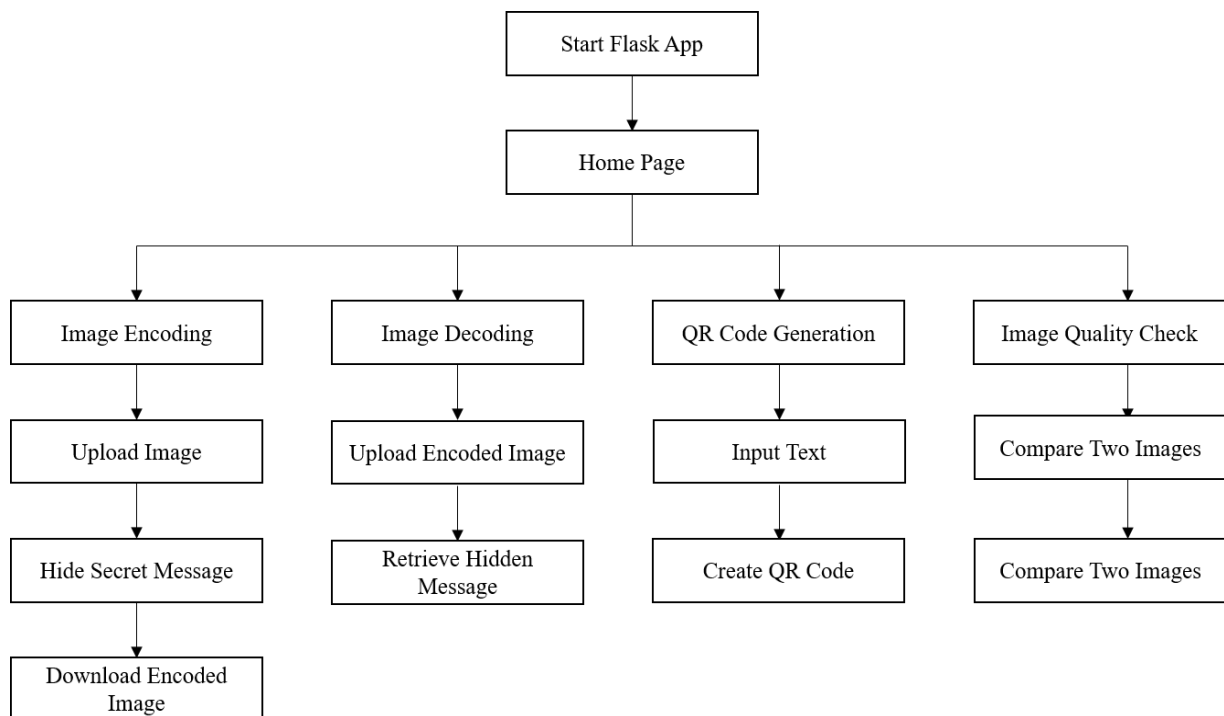 Start Flask App
Home Page
Image Encoding
Image Decoding
QR Code Generation
Image Quality Check
Upload Image
Upload Encoded Image
Input Text
Compare Two Images
Hide Secret Message
Retrieve Hidden
Message
Create QR Code
Compare Two Images
Download Encoded
Image